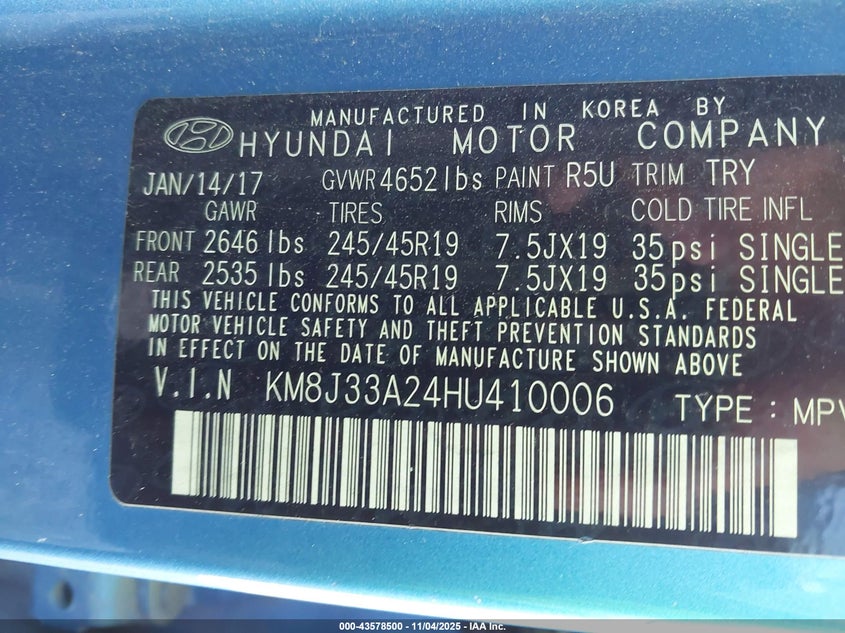 MANUFACTURED IN KOREA BY
HYUNDAI MOTOR COMPANY
JAN/14/17 GVWR 4652 lbs PAINT R5U TRIM TRY
GAWR TIRES RIMS COLD TIRE INFL
FRONT 2646 lbs 245/45R19 7.5JX19 35psi SINGLE
REAR 2535 lbs 245/45R19 7.5JX19 35psi SINGLE
THIS VEHICLE CONFORMS TO ALL APPLICABLE U.S.A. FEDERAL
MOTOR VEHICLE SAFETY AND THEFT PREVENTION STANDARDS
IN EFFECT ON THE DATE OF MANUFACTURE SHOWN ABOVE
V.I.N KM8J33A24HU410006 TYPE : MPV
000-43578500 - 11/04/2025 - IAA Inc.